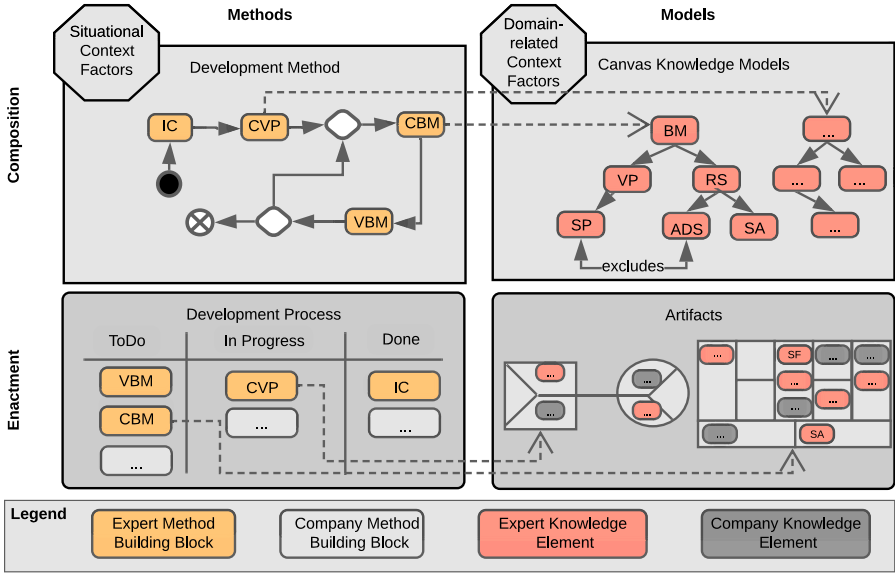 Methods
Models
Situational
Context
Factors
Domain-
related
Context
Factors
Composition
Development Method
IC
CVP
CBM
VBM
Canvas Knowledge Models
BM
...
VP
RS
...
...
SP
ADS
SA
...
excludes
Enactment
Development Process
ToDo
In Progress
Done
VBM
CBM
...
CVP
...
IC
...
Artifacts
...
...
...
...
...
SF
...
...
...
...
...
...
...
SA
Legend
Expert Method
Building Block
Company Method
Building Block
Expert Knowledge
Element
Company Knowledge
Element